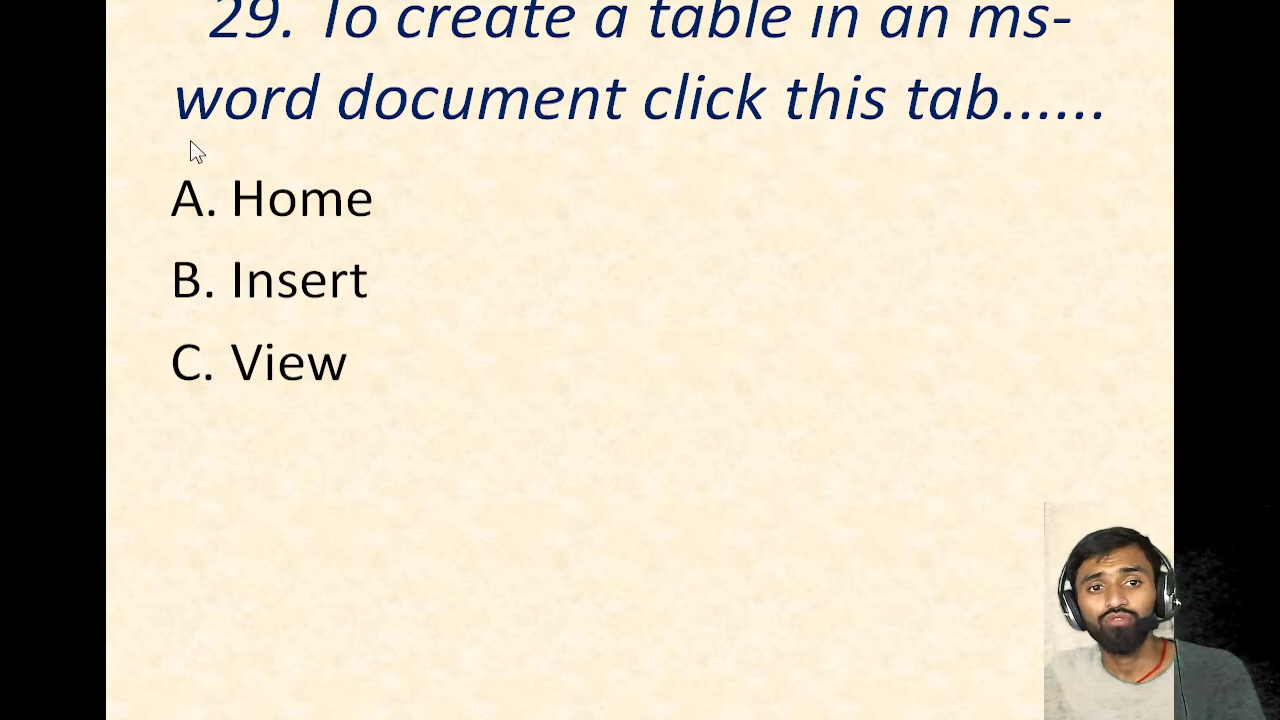 29. To create a table in an ms-
word document click this tab......
A. Home
B. Insert
C. View